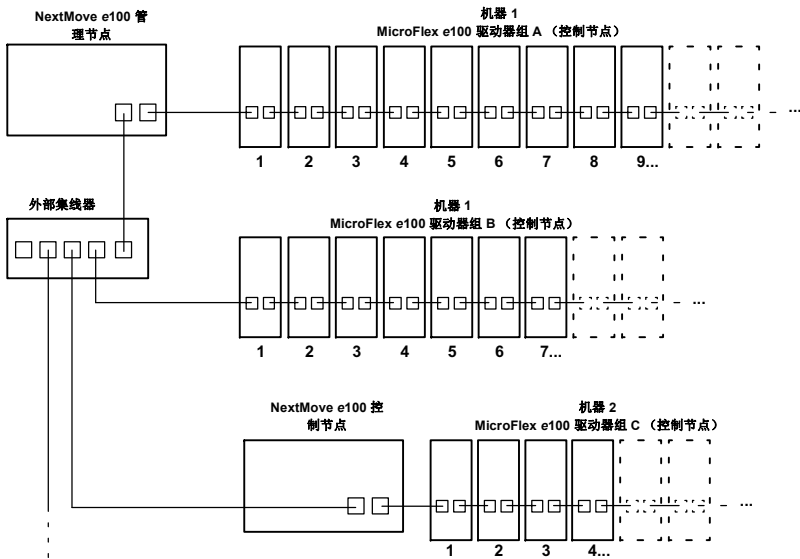 NextMove e100 管
理节点
机器 1
MicroFlex e100 驱动器组 A （控制节点）
1 2 3 4 5 6 7 8 9...
...
外部集线器
机器 1
MicroFlex e100 驱动器组 B （控制节点）
1 2 3 4 5 6 7...
...
NextMove e100 控
制节点
机器 2
MicroFlex e100 驱动器组 C （控制节点）
1 2 3 4...
...